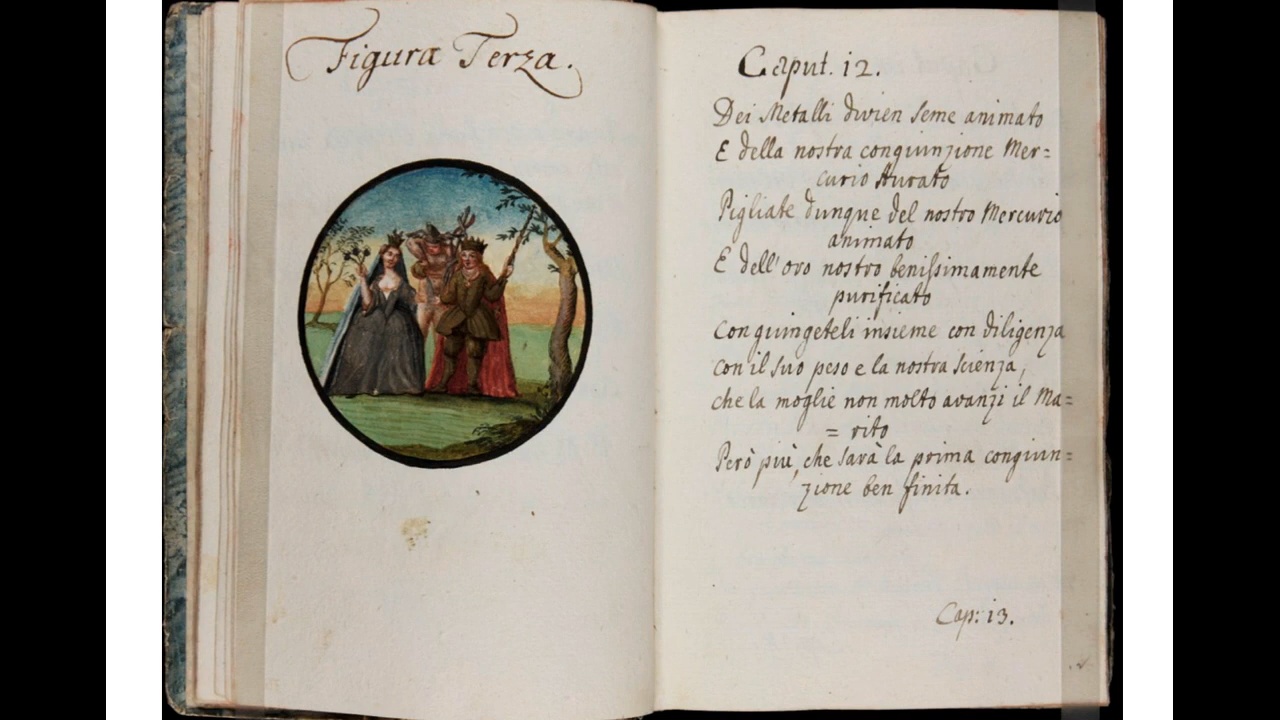 Figura Terza.
Caput. 12.
Dei Metalli divien seme animato
E della nostra congiunzione Mer=
curio Aurato
Pigliate dunque del nostro Mercurio
animato
E dell'oro nostro benissimamente
purificato
Congiungeteli insieme con diligenza
con il suo peso e la nostra scienza,
che la moglie non molto avanzi il Ma=
= rito
Però più, che sarà la prima congiun=
zione ben finita.
Cap: 13.